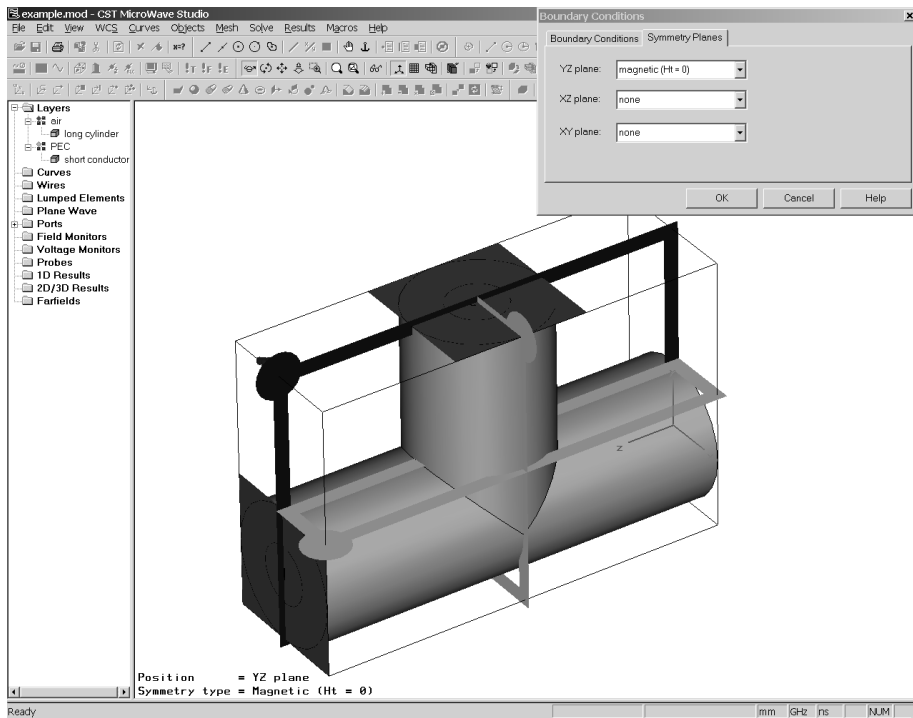 example.mod - CST MicroWave Studio
File Edit View WCS Curves Objects Mesh Solve Results Macros Help
Boundary Conditions
Boundary Conditions Symmetry Planes
YZ plane: magnetic (Ht = 0)
XZ plane: none
XY plane: none
OK Cancel Help
Layers
air
long cylinder
PEC
short conductor
Curves
Wires
Lumped Elements
Plane Wave
Ports
Field Monitors
Voltage Monitors
Probes
1D Results
2D/3D Results
Farfields
z
Position = YZ plane
Symmetry type = Magnetic (Ht = 0)
Ready mm GHz ns NUM